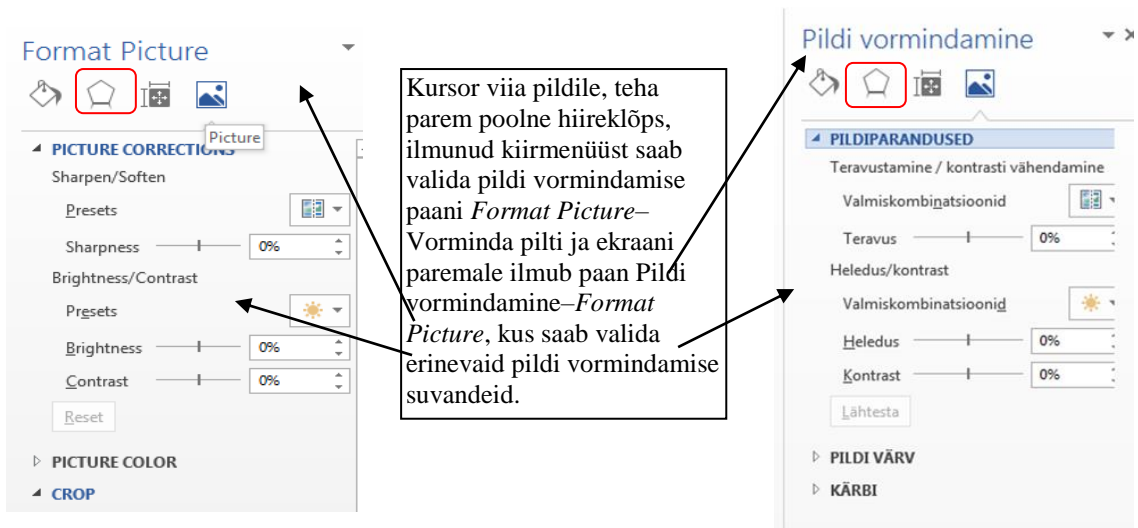 Format Picture
Picture
PICTURE CORRECTIONS
Sharpen/Soften
Presets
Sharpness 0%
Brightness/Contrast
Presets
Brightness 0%
Contrast 0%
Reset
PICTURE COLOR
CROP
Kursor viia pildile, teha
parem poolne hiireklõps,
ilmunud kiirmenüüst saab
valida pildi vormindamise
paani Format Picture–
Vorminda pilti ja ekraani
paremale ilmub paan Pildi
vormindamine–Format
Picture, kus saab valida
erinevaid pildi vormindamise
suvandeid.
Pildi vormindamine
PILDIPARANDUSED
Teravustamine / kontrasti vähendamine
Valmiskombinatsioonid
Teravus 0%
Heledus/kontrast
Valmiskombinatsioonid
Heledus 0%
Kontrast 0%
Lähtesta
PILDI VÄRV
KÄRBI